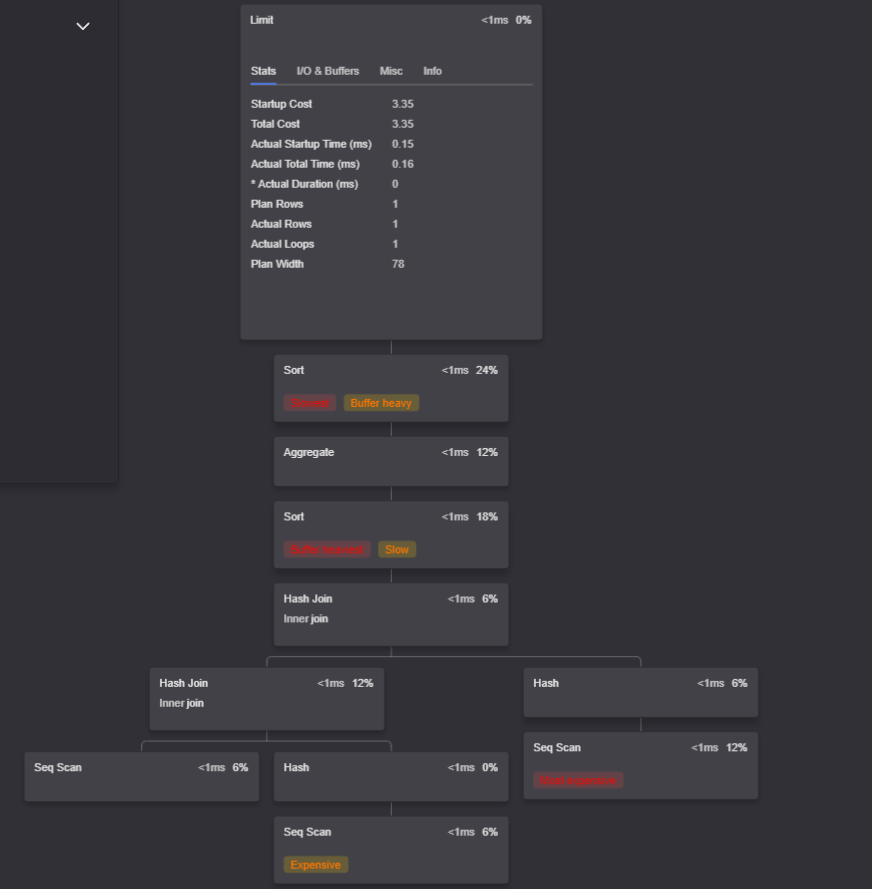 Limit <1ms 0%
Stats I/O & Buffers Misc Info
Startup Cost 3.35
Total Cost 3.35
Actual Startup Time (ms) 0.15
Actual Total Time (ms) 0.16
* Actual Duration (ms) 0
Plan Rows 1
Actual Rows 1
Actual Loops 1
Plan Width 78
Sort <1ms 24%
Slowest Buffer heavy
Aggregate <1ms 12%
Sort <1ms 18%
Buffer Slow
Hash Join <1ms 6%
Inner join
Hash Join <1ms 12%
Inner join
Hash <1ms 6%
Seq Scan <1ms 12%
Seq Scan <1ms 6%
Hash <1ms 0%
Seq Scan <1ms 6%
Expensive